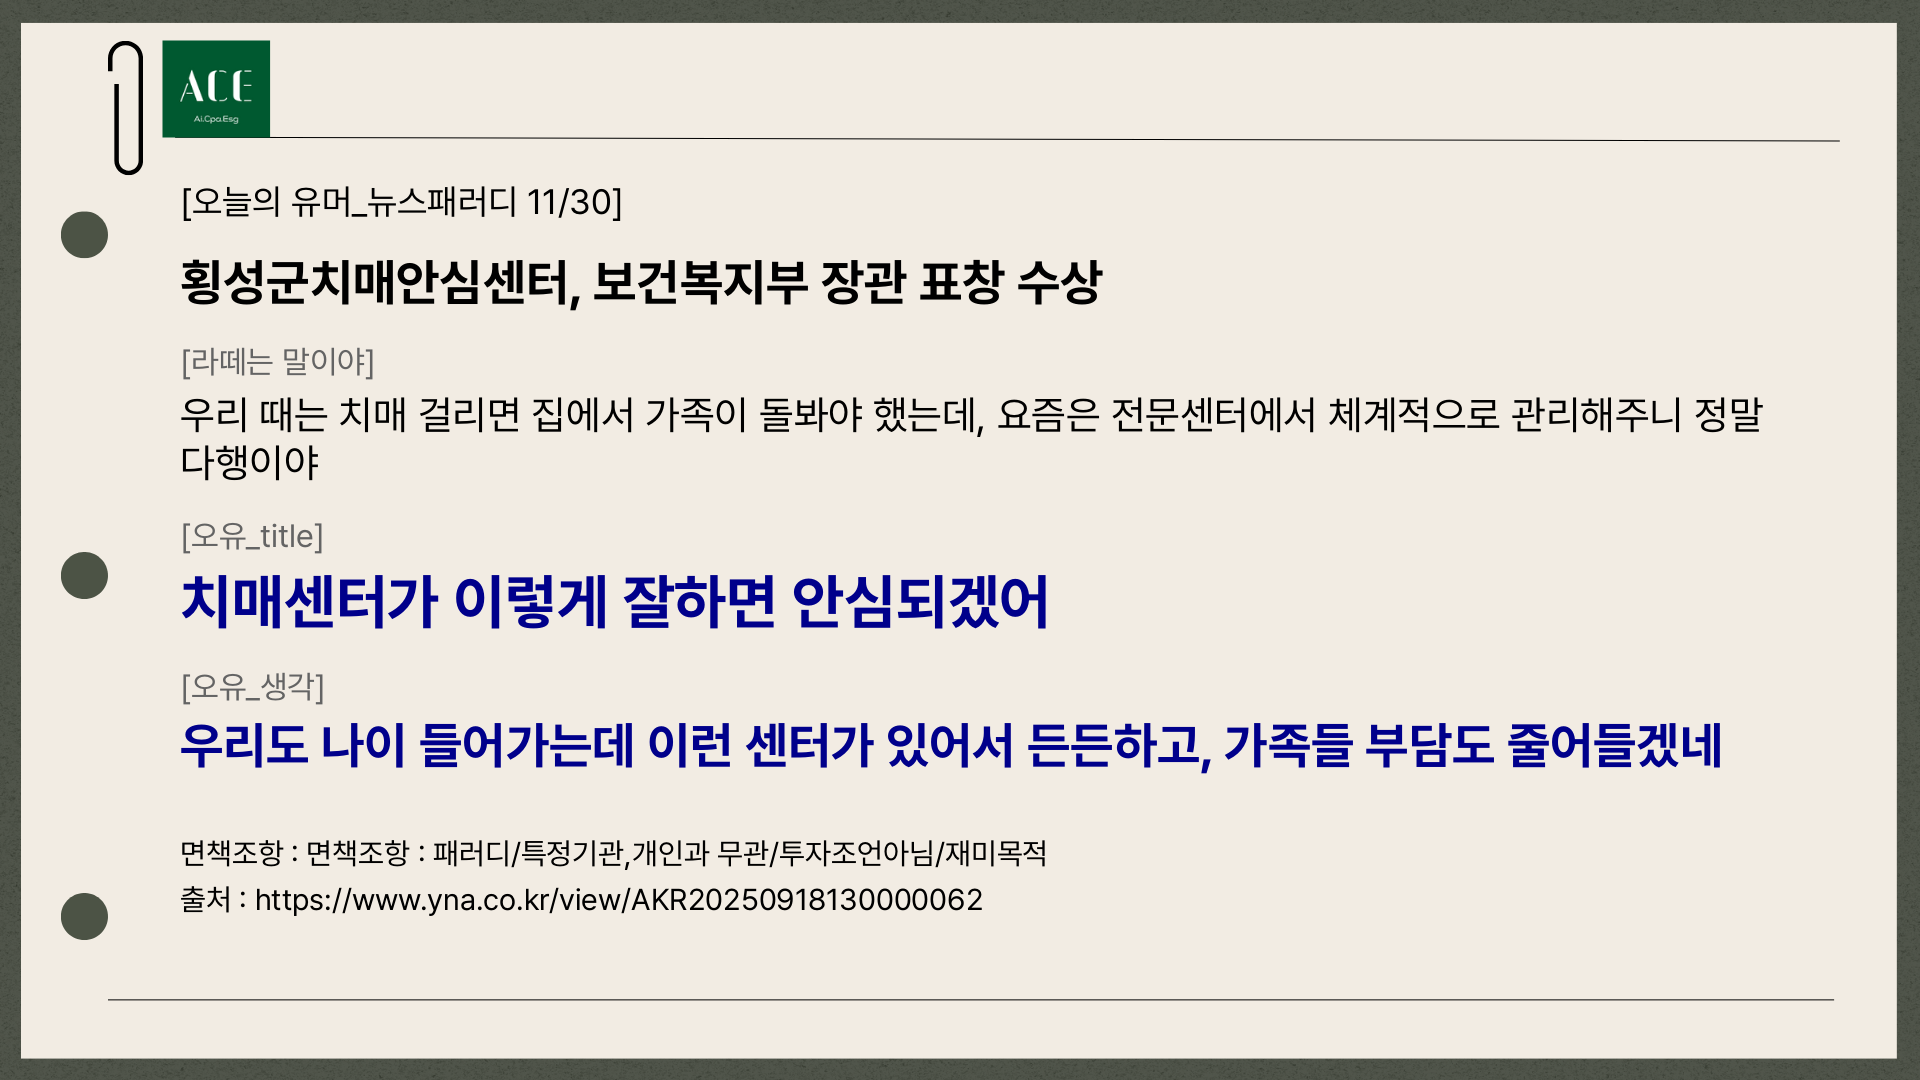 ACE
Ai.Cpa.Esg
[오늘의 유머_뉴스패러디 11/30]
횡성군치매안심센터, 보건복지부 장관 표창 수상
[라떼는 말이야]
우리 때는 치매 걸리면 집에서 가족이 돌봐야 했는데, 요즘은 전문센터에서 체계적으로 관리해주니 정말
다행이야
[오유_title]
치매센터가 이렇게 잘하면 안심되겠어
[오유_생각]
우리도 나이 들어가는데 이런 센터가 있어서 든든하고, 가족들 부담도 줄어들겠네
면책조항 : 면책조항 : 패러디/특정기관,개인과 무관/투자조언아님/재미목적
출처 : https://www.yna.co.kr/view/AKR20250918130000062